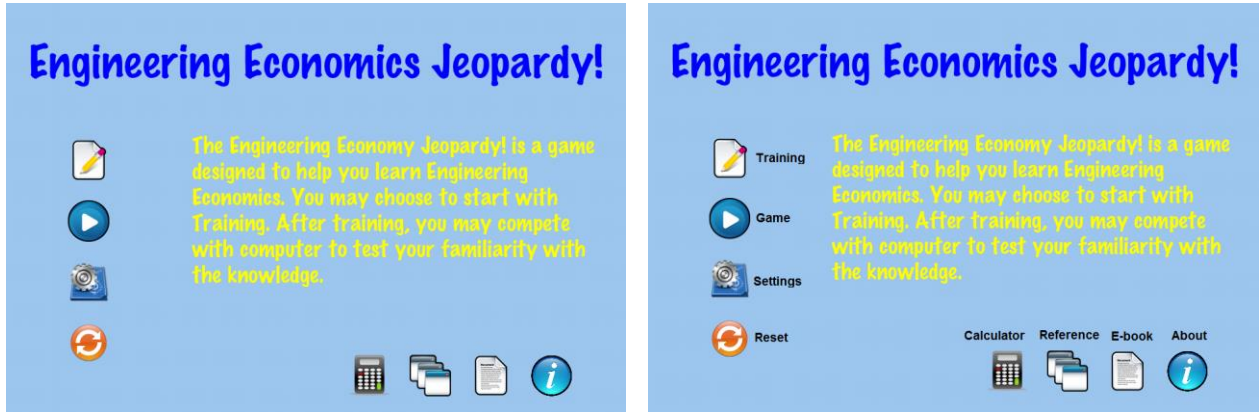 Engineering Economics Jeopardy!
The Engineering Economy Jeopardy! is a game
designed to help you learn Engineering
Economics. You may choose to start with
Training. After training, you may compete
with computer to test your familiarity with
the knowledge.
Engineering Economics Jeopardy!
Training
Game
Settings
Reset
The Engineering Economy Jeopardy! is a game
designed to help you learn Engineering
Economics. You may choose to start with
Training. After training, you may compete
with computer to test your familiarity with
the knowledge.
Calculator Reference E-book About